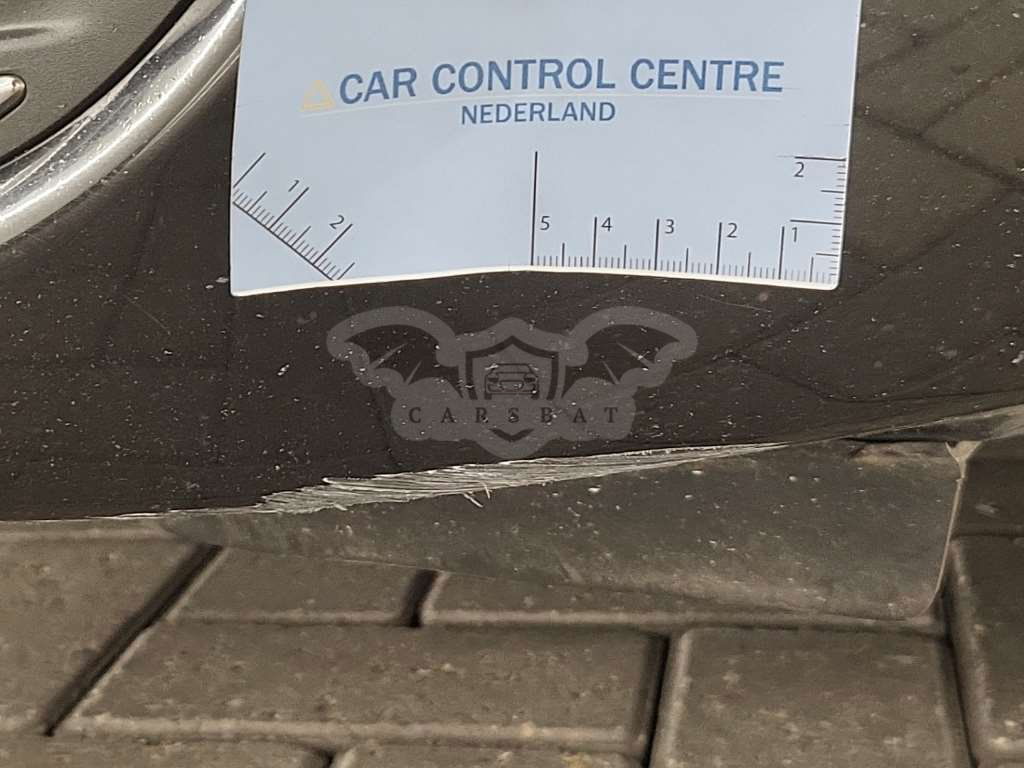 CAR CONTROL CENTRE
NEDERLAND
1 2
5 4 3 2 1
2
CARSBAT